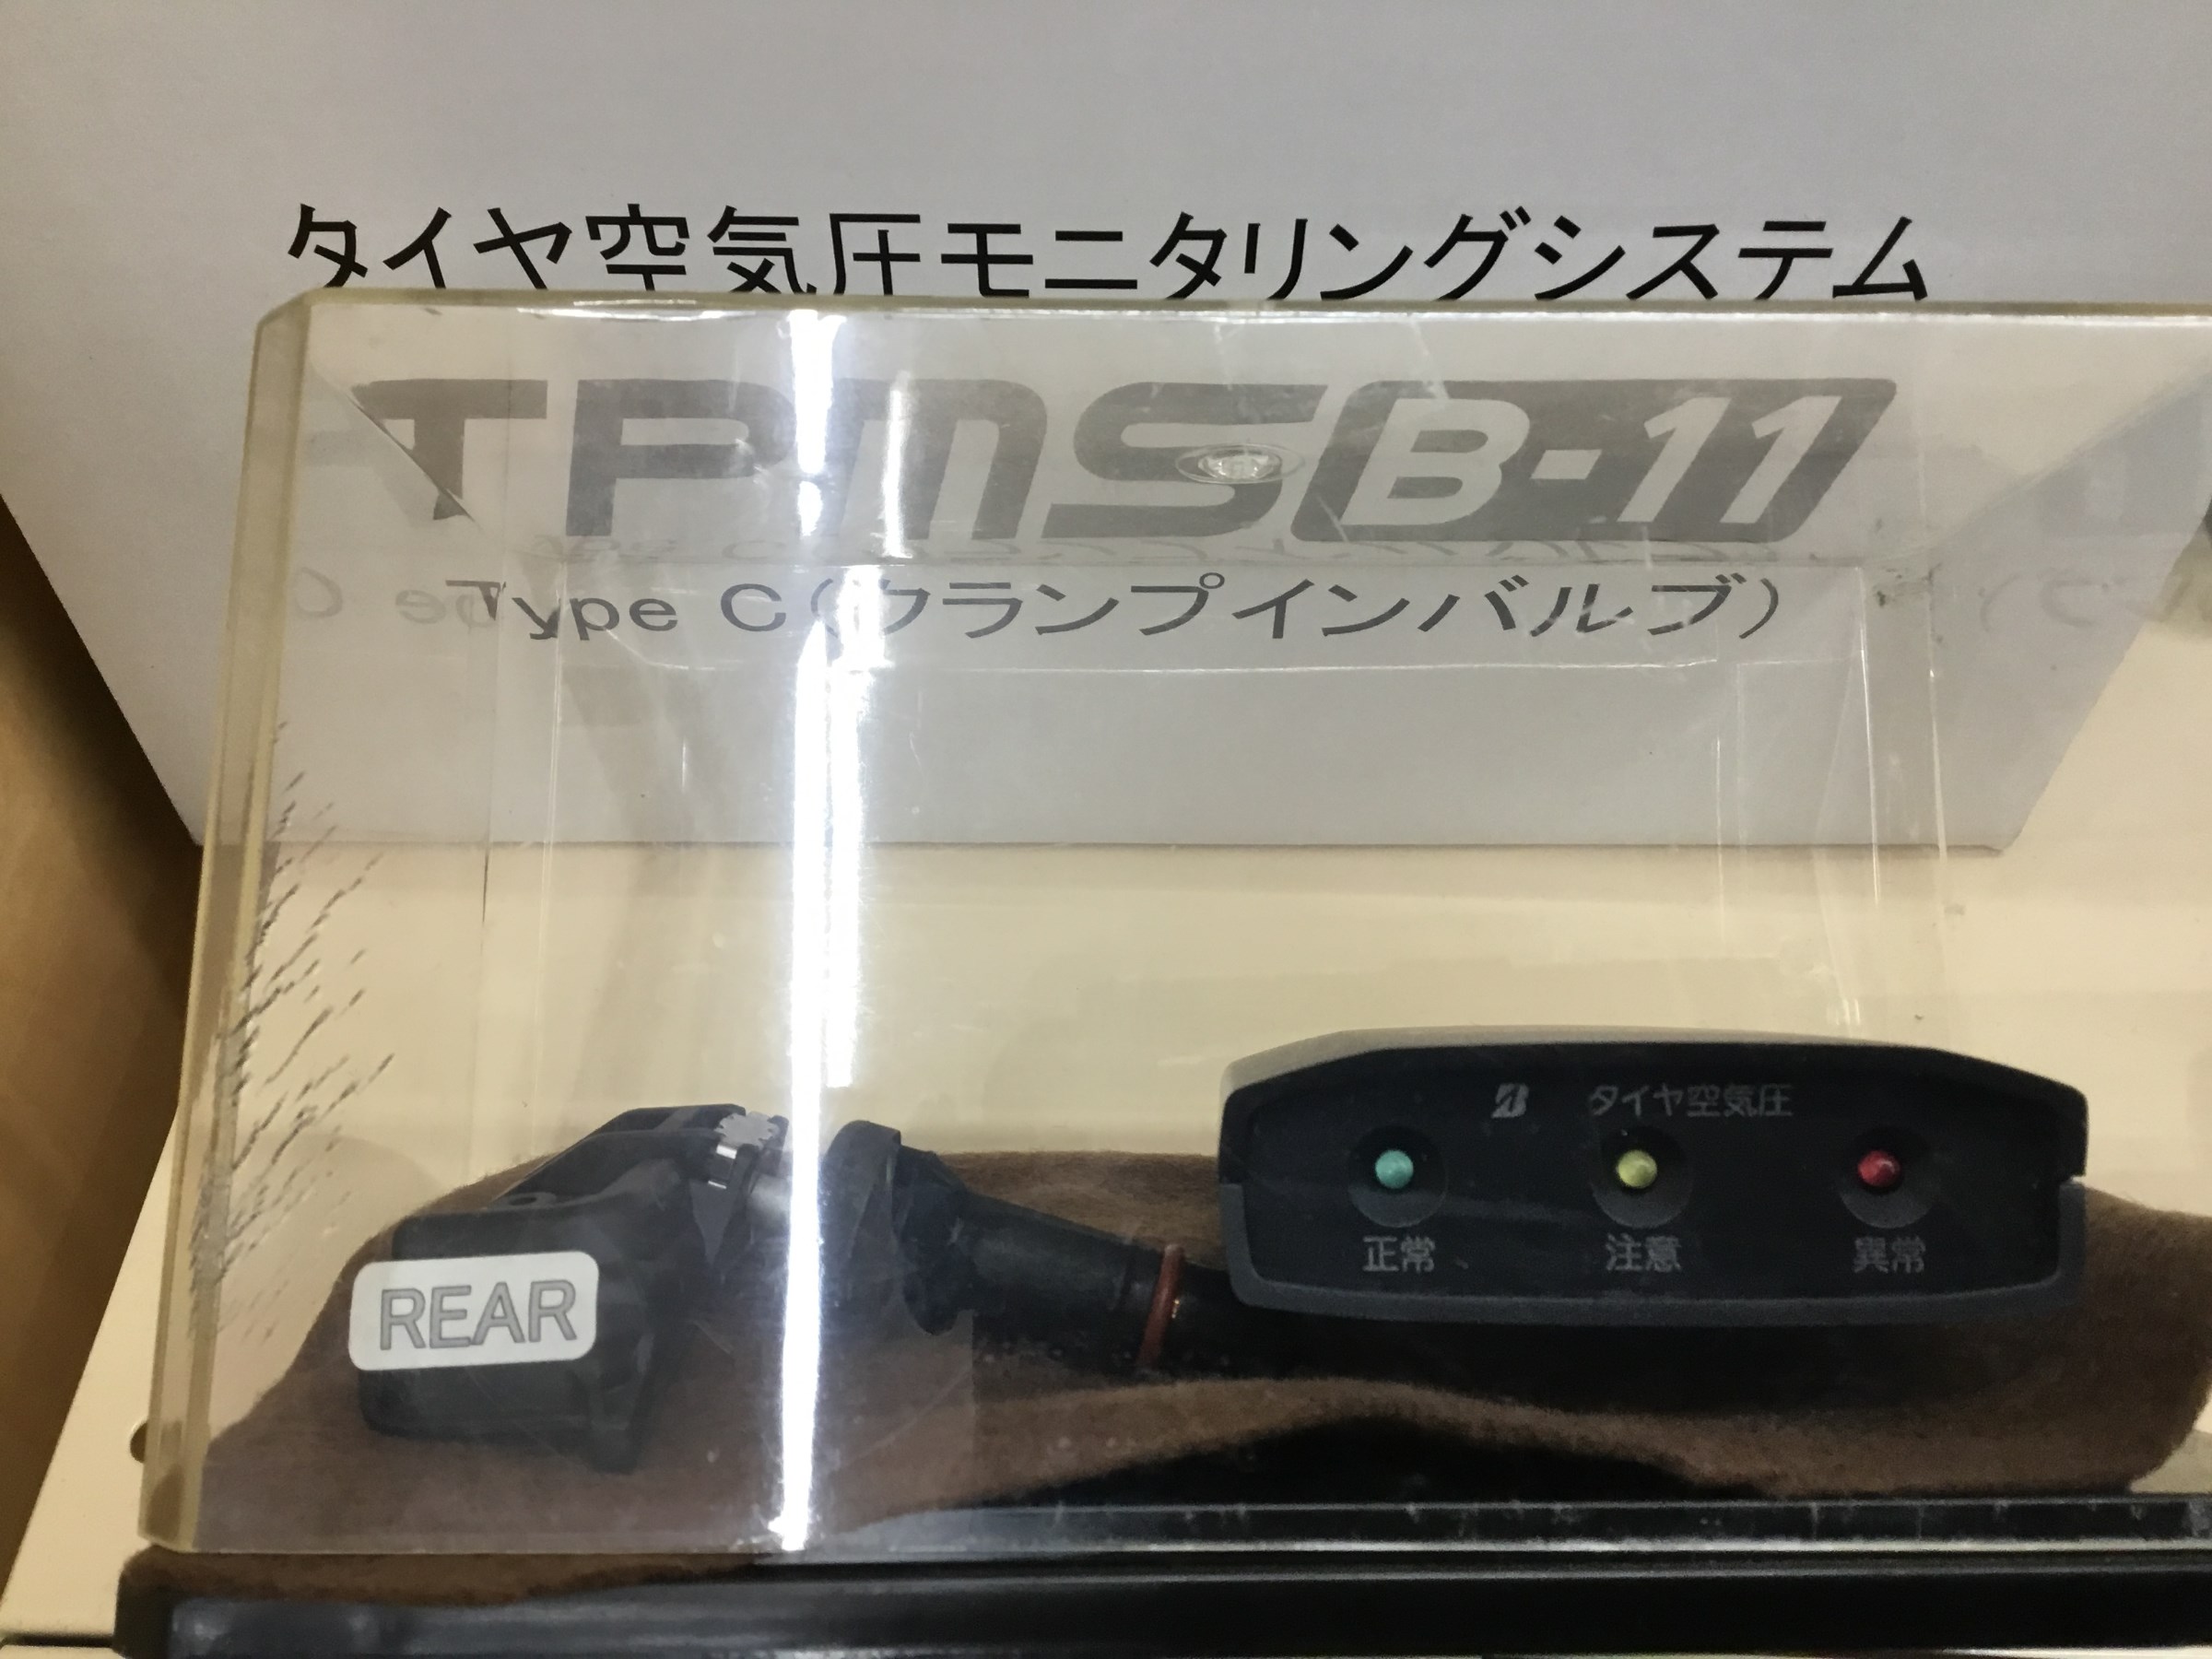 タイヤ空気圧モニタリングシステム
TPMS B-11
Type C（クランプインバルブ）
タイヤ空気圧
正常 注意 異常
REAR